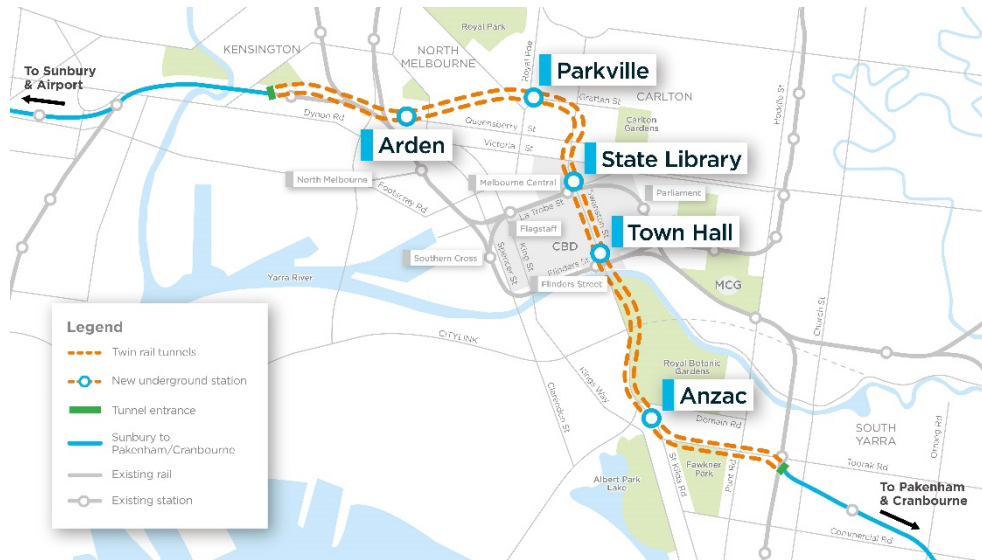 Royal Park
KENSINGTON
NORTH
MELBOURNE
Royal Pde
Parkville
Grattan St
CARLTON
Hoddle St
To Sunbury
& Airport
Dynon Rd
Arden
Queensberry St
Victoria St
Carlton
Gardens
State Library
North Melbourne
Melbourne Central
Parliament
Footscray Rd
La Trobe St
Swanston St
Flagstaff
Town Hall
CBD
Southern Cross
Spencer St
King St
Flinders St
Flinders Street
MCG
Yarra River
Church St
CITYLINK
Royal Botanic
Gardens
Kings Way
Clarendon St
Anzac
Domain Rd
SOUTH
YARRA
Orrong Rd
Toorak Rd
St Kilda Rd
Fawkner
Park
Punt Rd
Albert Park
Lake
To Pakenham
& Cranbourne
Commercial Rd
Legend
Twin rail tunnels
New underground station
Tunnel entrance
Sunbury to
Pakenham/Cranbourne
Existing rail
Existing station